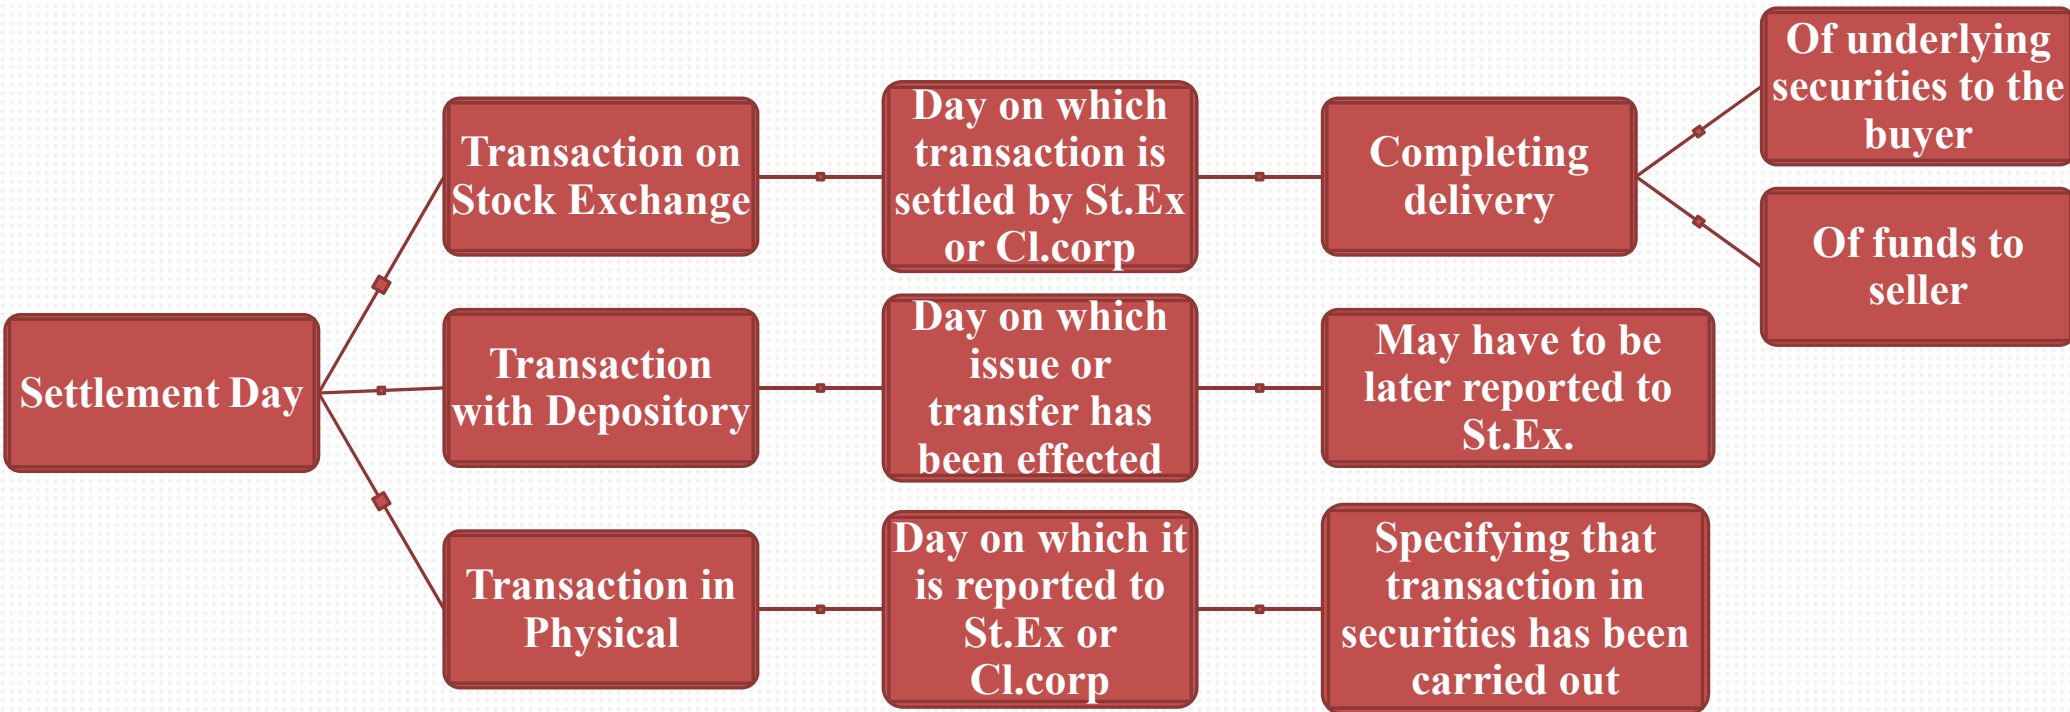 Settlement Day
Transaction on
Stock Exchange
Day on which
transaction is
settled by St.Ex
or Cl.corp
Completing
delivery
Of underlying
securities to the
buyer
Of funds to
seller
Transaction
with Depository
Day on which
issue or
transfer has
been effected
May have to be
later reported to
St.Ex.
Transaction in
Physical
Day on which it
is reported to
St.Ex or
Cl.corp
Specifying that
transaction in
securities has been
carried out